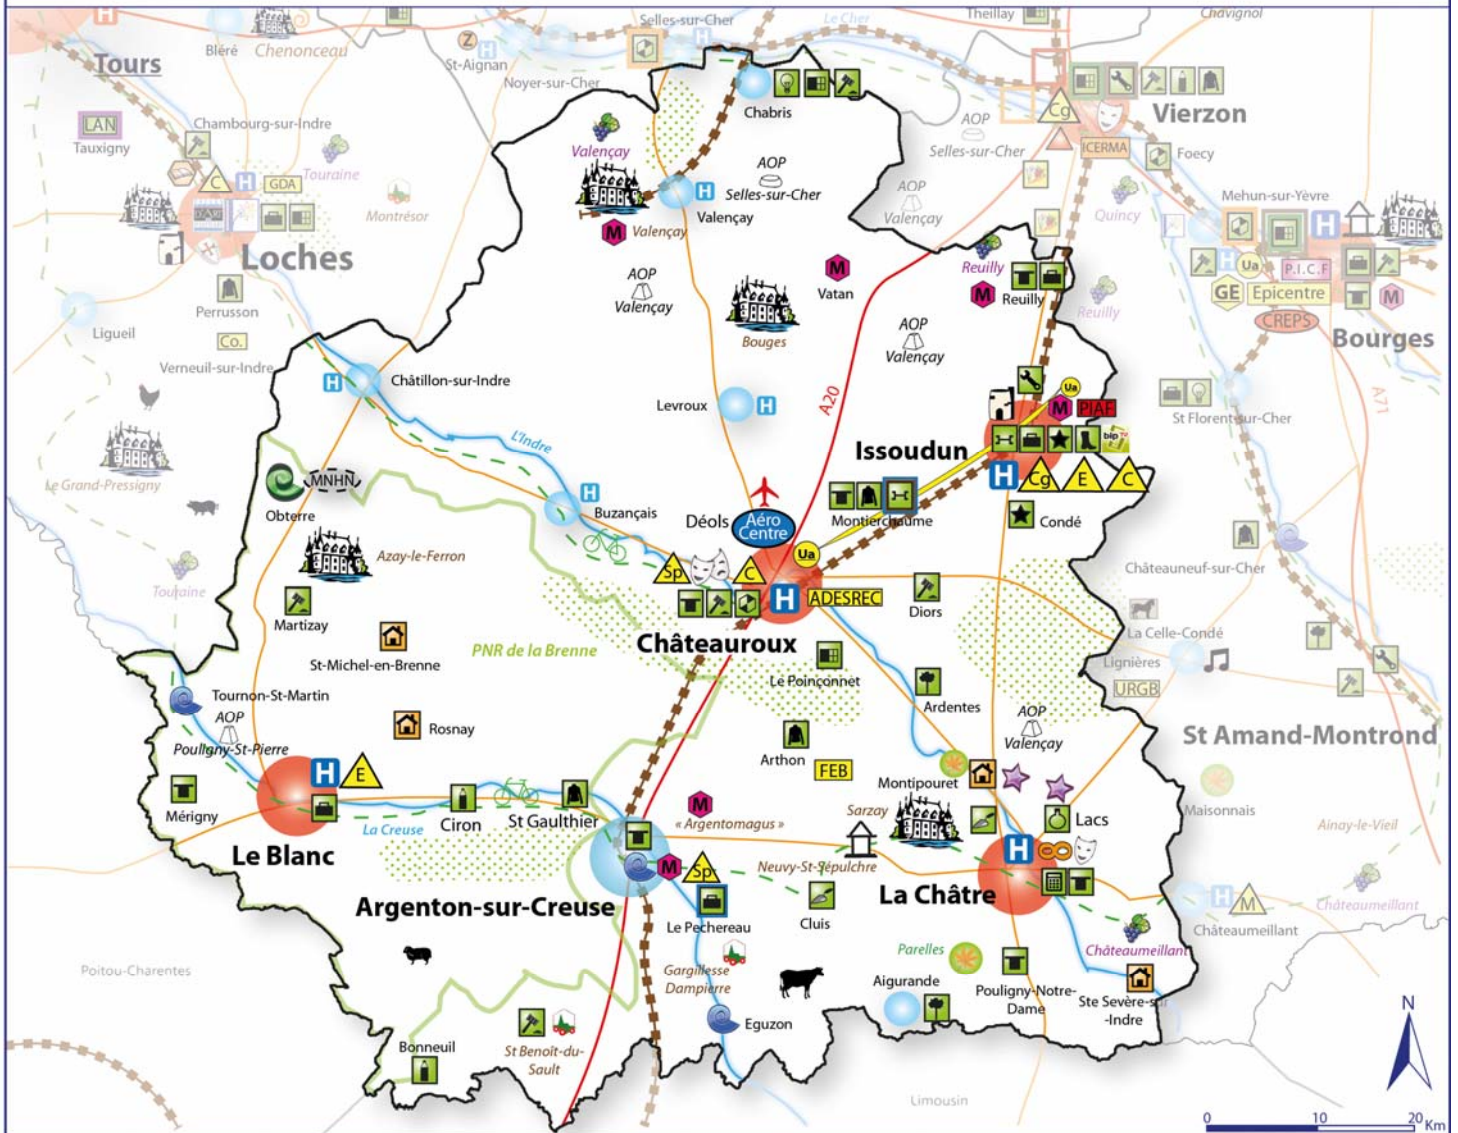 H
Bléré
Chenonceau
Z
H
St-Aignan
Selles-sur-Cher
H
Noyer-sur-Cher
Le Cher
Theillay
Chavignol
Tours
LAN
Tauxigny
Chambourg-sur-Indre
Touraine
C
H
GDA
Montrésor
Loches
Perrusson
Ligueil
Co.
Verneuil-sur-Indre
Le Grand-Pressigny
Touraine
Chabris
Valençay
AOP
Selles-sur-Cher
H
Valençay
M
Valençay
AOP
Valençay
M
Vatan
Bouges
AOP
Selles-sur-Cher
AOP
Valençay
Cg
Vierzon
ICERMA
Foecy
Quincy
Mehun-sur-Yèvre
H
H
Ua
P.I.C.F
GE
Epicentre
M
CREPS
Bourges
Reuilly
M
Reuilly
Reuilly
AOP
Valençay
A20
A71
St Florent-sur-Cher
H
Châtillon-sur-Indre
L'Indre
Levroux
H
Ua
M
PIAF
Issoudun
bip
H
Cg
E
C
Condé
MNHN
Obterre
H
Buzançais
Déols
Aéro
Centre
Montierchaume
Ua
Azay-le-Ferron
Sp
C
H
ADESREC
Châteauroux
Diors
Martizay
St-Michel-en-Brenne
PNR de la Brenne
Le Poinçonnet
Ardentes
Châteauneuf-sur-Cher
La Celle-Condé
Lignières
URGB
St Amand-Montrond
Tournon-St-Martin
AOP
Pouligny-St-Pierre
Rosnay
Arthon
FEB
AOP
Valençay
Montipouret
Mérigny
H
E
Le Blanc
La Creuse
Ciron
St Gaulthier
M
« Argentomagus »
Sarzay
Lacs
Maisonnais
Ainay-le-Vieil
M
Sp
Neuvy-St-Sépulchre
H
La Châtre
Argenton-sur-Creuse
Le Pechereau
Cluis
H
M
Châteaumeillant
Châteaumeillant
Châteaumeillant
Poitou-Charentes
Gargillesse
Dampierre
Parelles
Aigurande
Pouligny-Notre-
Dame
Ste Sevère-sur
-Indre
Eguzon
Bonneuil
St Benoît-du-
Sault
Limousin
N
0
10
20
Km